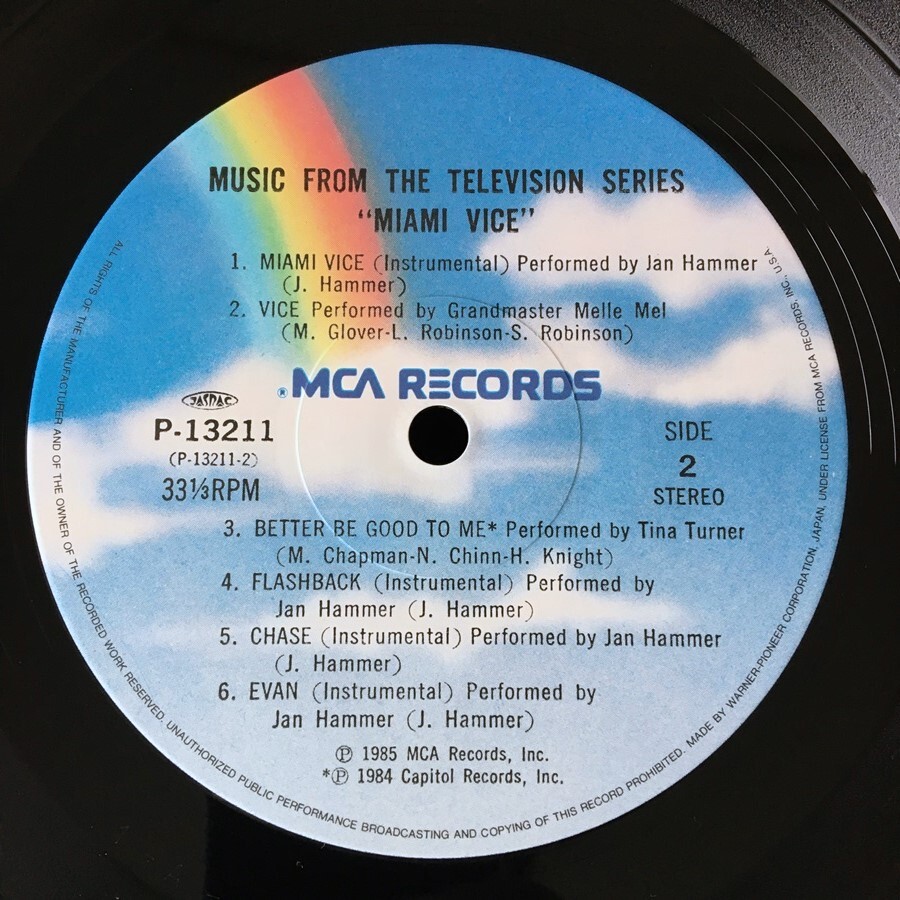 MUSIC FROM THE TELEVISION SERIES
"MIAMI VICE"
1. MIAMI VICE (Instrumental) Performed by Jan Hammer
(J. Hammer)
2. VICE Performed by Grandmaster Melle Mel
(M. Glover-L. Robinson-S. Robinson)
® MCA RECORDS
JASRAC
P-13211
(P-13211-2)
33⅓RPM
SIDE
2
STEREO
3. BETTER BE GOOD TO ME* Performed by Tina Turner
(M. Chapman-N. Chinn-H. Knight)
4. FLASHBACK (Instrumental) Performed by
Jan Hammer (J. Hammer)
5. CHASE (Instrumental) Performed by Jan Hammer
(J. Hammer)
6. EVAN (Instrumental) Performed by
Jan Hammer (J. Hammer)
℗ 1985 MCA Records, Inc.
*℗ 1984 Capitol Records, Inc.
ALL RIGHTS OF THE MANUFACTURER AND OF THE OWNER OF THE RECORDED WORK RESERVED. UNAUTHORIZED PUBLIC PERFORMANCE BROADCASTING AND COPYING OF THIS RECORD PROHIBITED. MADE BY WARNER-PIONEER CORPORATION, JAPAN, UNDER LICENSE FROM MCA RECORDS, INC., U.S.A.